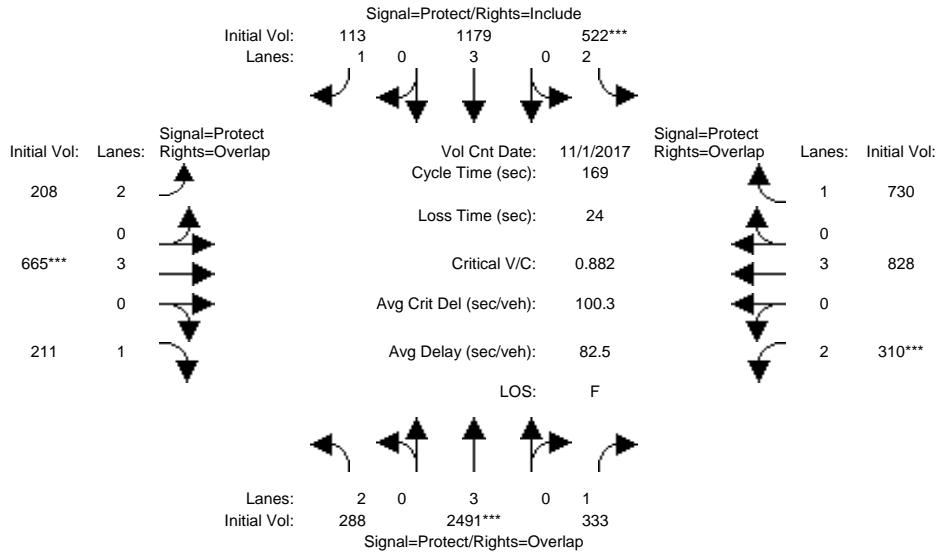 Signal=Protect/Rights=Include
Initial Vol: 113 1179 522***
Lanes: 1 0 3 0 2
Signal=Protect Signal=Protect
Initial Vol: Lanes: Rights=Overlap Vol Cnt Date: 11/1/2017 Rights=Overlap Lanes: Initial Vol:
Cycle Time (sec): 169
208 2 1 730
Loss Time (sec): 24
0 0
665*** 3 Critical V/C: 0.882 3 828
0 Avg Crit Del (sec/veh): 100.3 0
211 1 Avg Delay (sec/veh): 82.5 2 310***
LOS: F
Lanes: 2 0 3 0 1
Initial Vol: 288 2491*** 333
Signal=Protect/Rights=Overlap